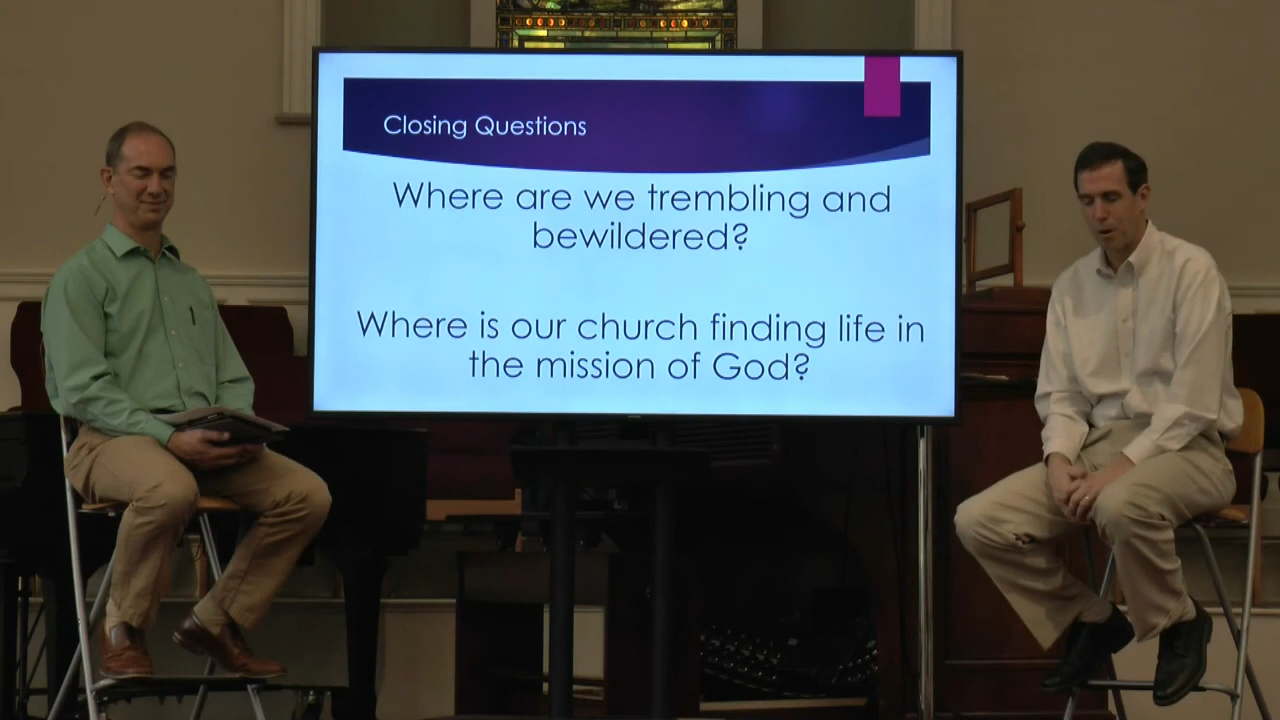 Closing Questions
Where are we trembling and
bewildered?
Where is our church finding life in
the mission of God?